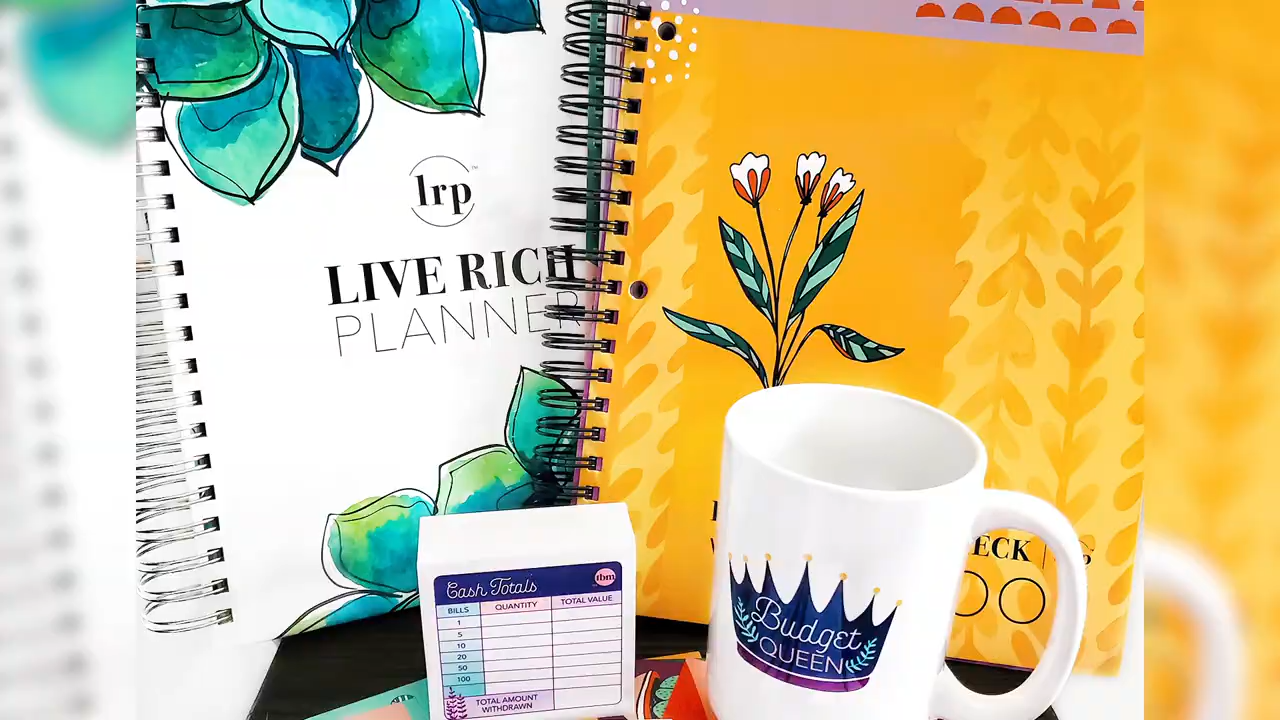 lrp
LIVE RICH
PLANNER
ECK
Cash Totals
tbm
BILLS QUANTITY TOTAL VALUE
1
5
10
20
50
100
TOTAL AMOUNT
WITHDRAWN
Budget
QUEEN